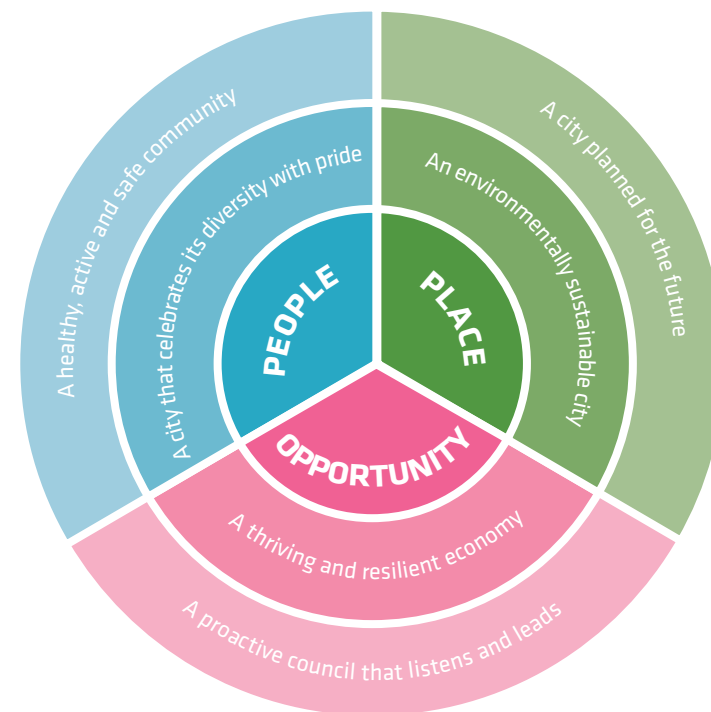 PEOPLE
A city that celebrates its diversity with pride
A healthy, active and safe community
PLACE
An environmentally sustainable city
A city planned for the future
OPPORTUNITY
A thriving and resilient economy
A proactive council that listens and leads